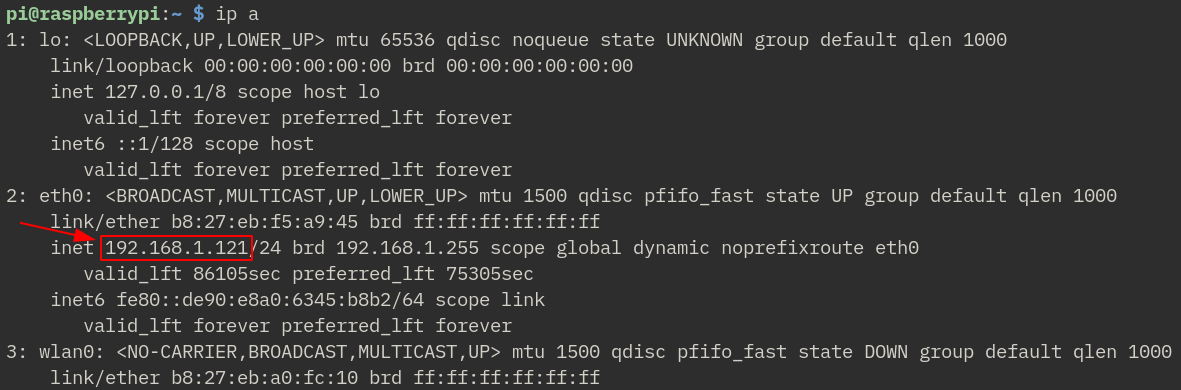 pi@raspberrypi:~ $ ip a
1: lo: <LOOPBACK,UP,LOWER_UP> mtu 65536 qdisc noqueue state UNKNOWN group default qlen 1000
link/loopback 00:00:00:00:00:00 brd 00:00:00:00:00:00
inet 127.0.0.1/8 scope host lo
valid_lft forever preferred_lft forever
inet6 ::1/128 scope host
valid_lft forever preferred_lft forever
2: eth0: <BROADCAST,MULTICAST,UP,LOWER_UP> mtu 1500 qdisc pfifo_fast state UP group default qlen 1000
link/ether b8:27:eb:f5:a9:45 brd ff:ff:ff:ff:ff:ff
inet 192.168.1.121/24 brd 192.168.1.255 scope global dynamic noprefixroute eth0
valid_lft 86105sec preferred_lft 75305sec
inet6 fe80::de90:e8a0:6345:b8b2/64 scope link
valid_lft forever preferred_lft forever
3: wlan0: <NO-CARRIER,BROADCAST,MULTICAST,UP> mtu 1500 qdisc pfifo_fast state DOWN group default qlen 1000
link/ether b8:27:eb:a0:fc:10 brd ff:ff:ff:ff:ff:ff